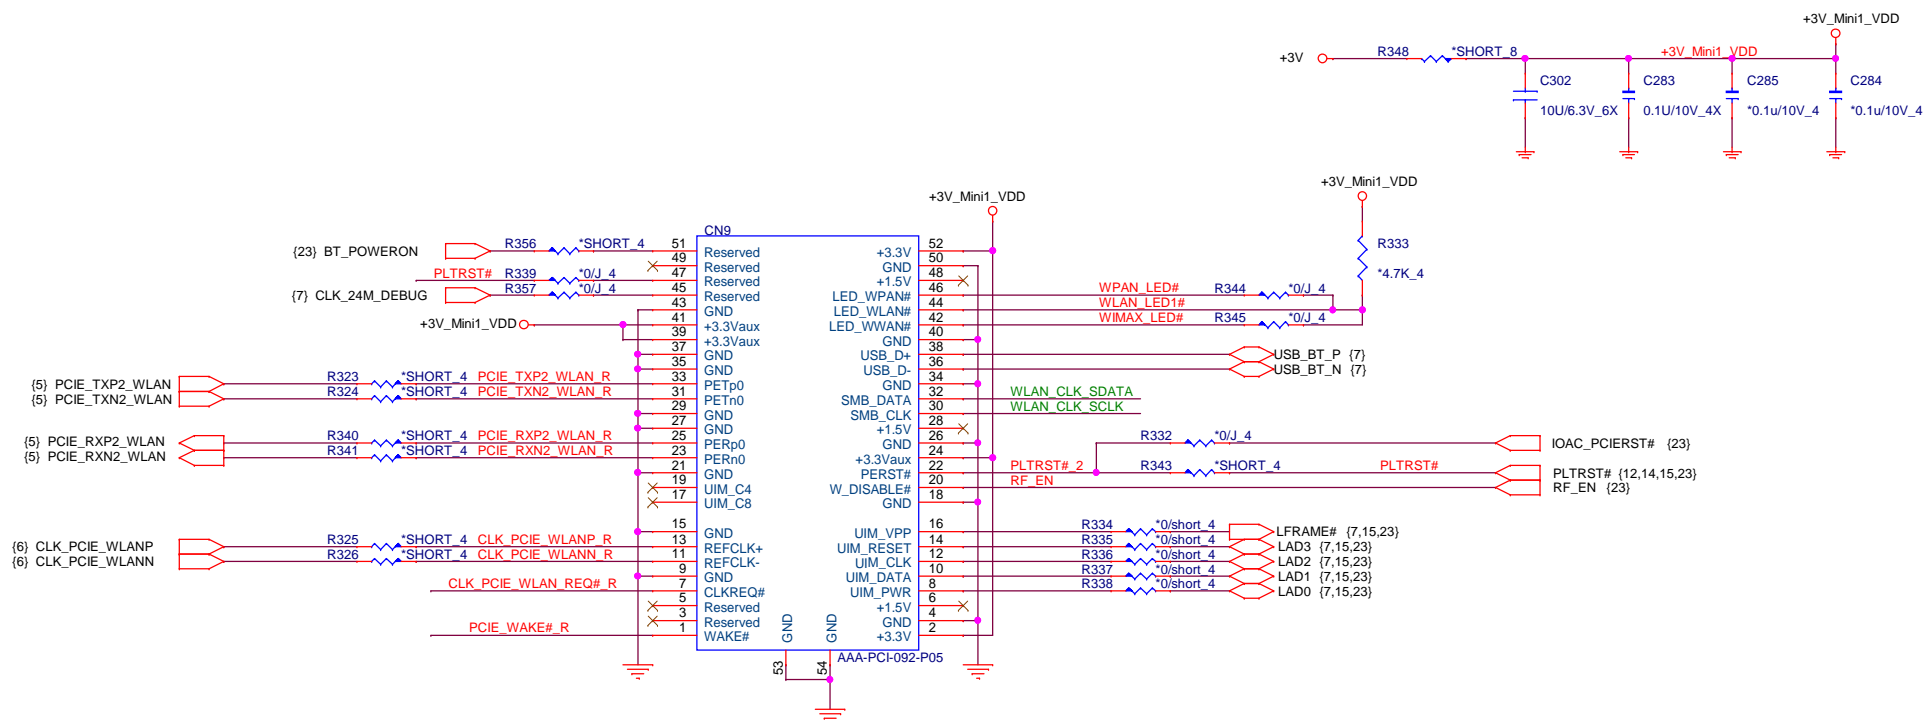 +3V_Mini1_VDD
+3V R348 *SHORT_8 +3V_Mini1_VDD
C302 C283 C285 C284
10U/6.3V_6X 0.1U/10V_4X *0.1u/10V_4 *0.1u/10V_4
+3V_Mini1_VDD
+3V_Mini1_VDD
CN9
{23} BT_POWERON R356 *SHORT_4 51 Reserved +3.3V 52 R333
49 Reserved GND 50
PLTRST# R339 *0/J_4 47 Reserved +1.5V 48 *4.7K_4
{7} CLK_24M_DEBUG R357 *0/J_4 45 Reserved LED_WPAN# 46 WPAN_LED# R344 *0/J_4
43 GND LED_WLAN# 44 WLAN_LED1#
+3V_Mini1_VDD 41 +3.3Vaux LED_WWAN# 42 WIMAX_LED# R345 *0/J_4
39 +3.3Vaux GND 40
37 GND USB_D+ 38 USB_BT_P {7}
35 GND USB_D- 36 USB_BT_N {7}
{5} PCIE_TXP2_WLAN R323 *SHORT_4 PCIE_TXP2_WLAN_R 33 PETp0 GND 34
{5} PCIE_TXN2_WLAN R324 *SHORT_4 PCIE_TXN2_WLAN_R 31 PETn0 SMB_DATA 32 WLAN_CLK_SDATA
29 GND SMB_CLK 30 WLAN_CLK_SCLK
27 GND +1.5V 28
{5} PCIE_RXP2_WLAN R340 *SHORT_4 PCIE_RXP2_WLAN_R 25 PERp0 GND 26 R332 *0/J_4 IOAC_PCIERST# {23}
{5} PCIE_RXN2_WLAN R341 *SHORT_4 PCIE_RXN2_WLAN_R 23 PERn0 +3.3Vaux 24
21 GND PERST# 22 PLTRST#_2 R343 *SHORT_4 PLTRST# PLTRST# {12,14,15,23}
19 UIM_C4 W_DISABLE# 20 RF_EN RF_EN {23}
17 UIM_C8 GND 18
15 GND UIM_VPP 16 R334 *0/short_4 LFRAME# {7,15,23}
{6} CLK_PCIE_WLANP R325 *SHORT_4 CLK_PCIE_WLANP_R 13 REFCLK+ UIM_RESET 14 R335 *0/short_4 LAD3 {7,15,23}
{6} CLK_PCIE_WLANN R326 *SHORT_4 CLK_PCIE_WLANN_R 11 REFCLK- UIM_CLK 12 R336 *0/short_4 LAD2 {7,15,23}
9 GND UIM_DATA 10 R337 *0/short_4 LAD1 {7,15,23}
CLK_PCIE_WLAN_REQ#_R 7 CLKREQ# UIM_PWR 8 R338 *0/short_4 LAD0 {7,15,23}
5 Reserved +1.5V 6
3 Reserved GND 4
PCIE_WAKE#_R 1 WAKE# GND GND +3.3V 2
53 54 AAA-PCI-092-P05